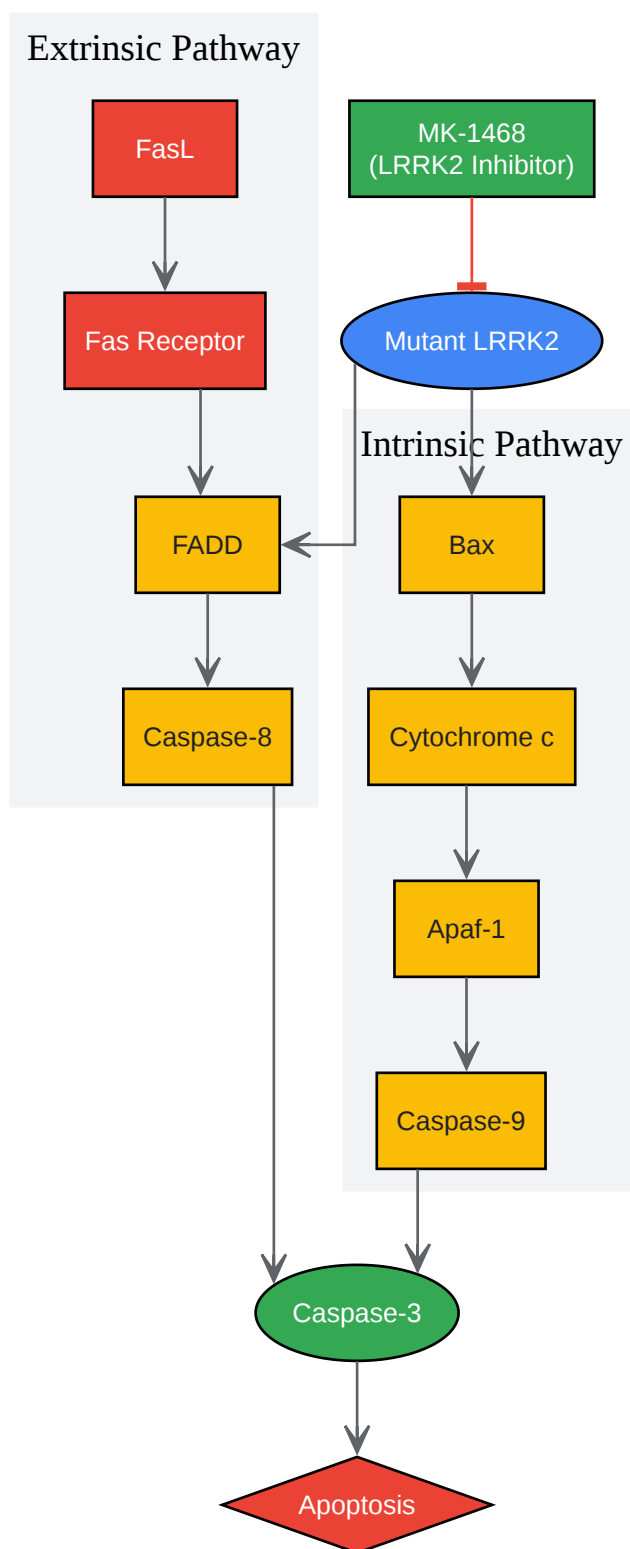 Extrinsic Pathway
FasL
MK-1468
(LRRK2 Inhibitor)
Fas Receptor
Mutant LRRK2
Intrinsic Pathway
FADD
Bax
Caspase-8
Cytochrome c
Apaf-1
Caspase-9
Caspase-3
Apoptosis